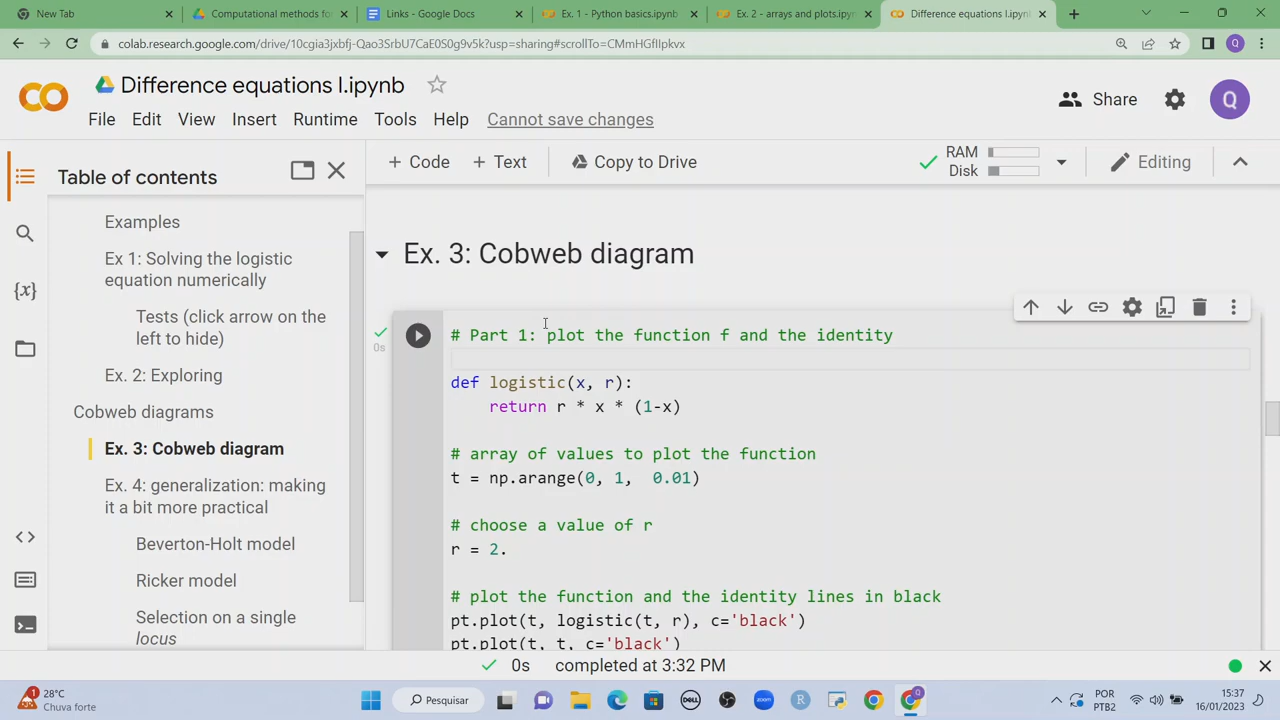 New Tab
Computational methods for
Links - Google Docs
Ex. 1 - Python basics.ipynb
Ex. 2 - arrays and plots.ipynb
Difference equations I.ipynb
colab.research.google.com/drive/10cgia3jxbfj-Qao3SrbU7CaE0S0g9v5k?usp=sharing#scrollTo=CMmHGfIIpkvx
Q
Difference equations I.ipynb
Share
Q
File Edit View Insert Runtime Tools Help Cannot save changes
Table of contents
+ Code + Text
Copy to Drive
RAM
Disk
Editing
Examples
Ex 1: Solving the logistic
equation numerically
Tests (click arrow on the
left to hide)
Ex. 2: Exploring
Cobweb diagrams
Ex. 3: Cobweb diagram
Ex. 4: generalization: making
it a bit more practical
Beverton-Holt model
Ricker model
Selection on a single
locus
{x}
Ex. 3: Cobweb diagram
0s
# Part 1: plot the function f and the identity
def logistic(x, r):
return r * x * (1-x)
# array of values to plot the function
t = np.arange(0, 1, 0.01)
# choose a value of r
r = 2.
# plot the function and the identity lines in black
pt.plot(t, logistic(t, r), c='black')
pt.plot(t, t, c='black')
0s completed at 3:32 PM
1
28°C
Chuva forte
Pesquisar
DELL
zoom
R
Q
POR
PTB2
15:37
16/01/2023